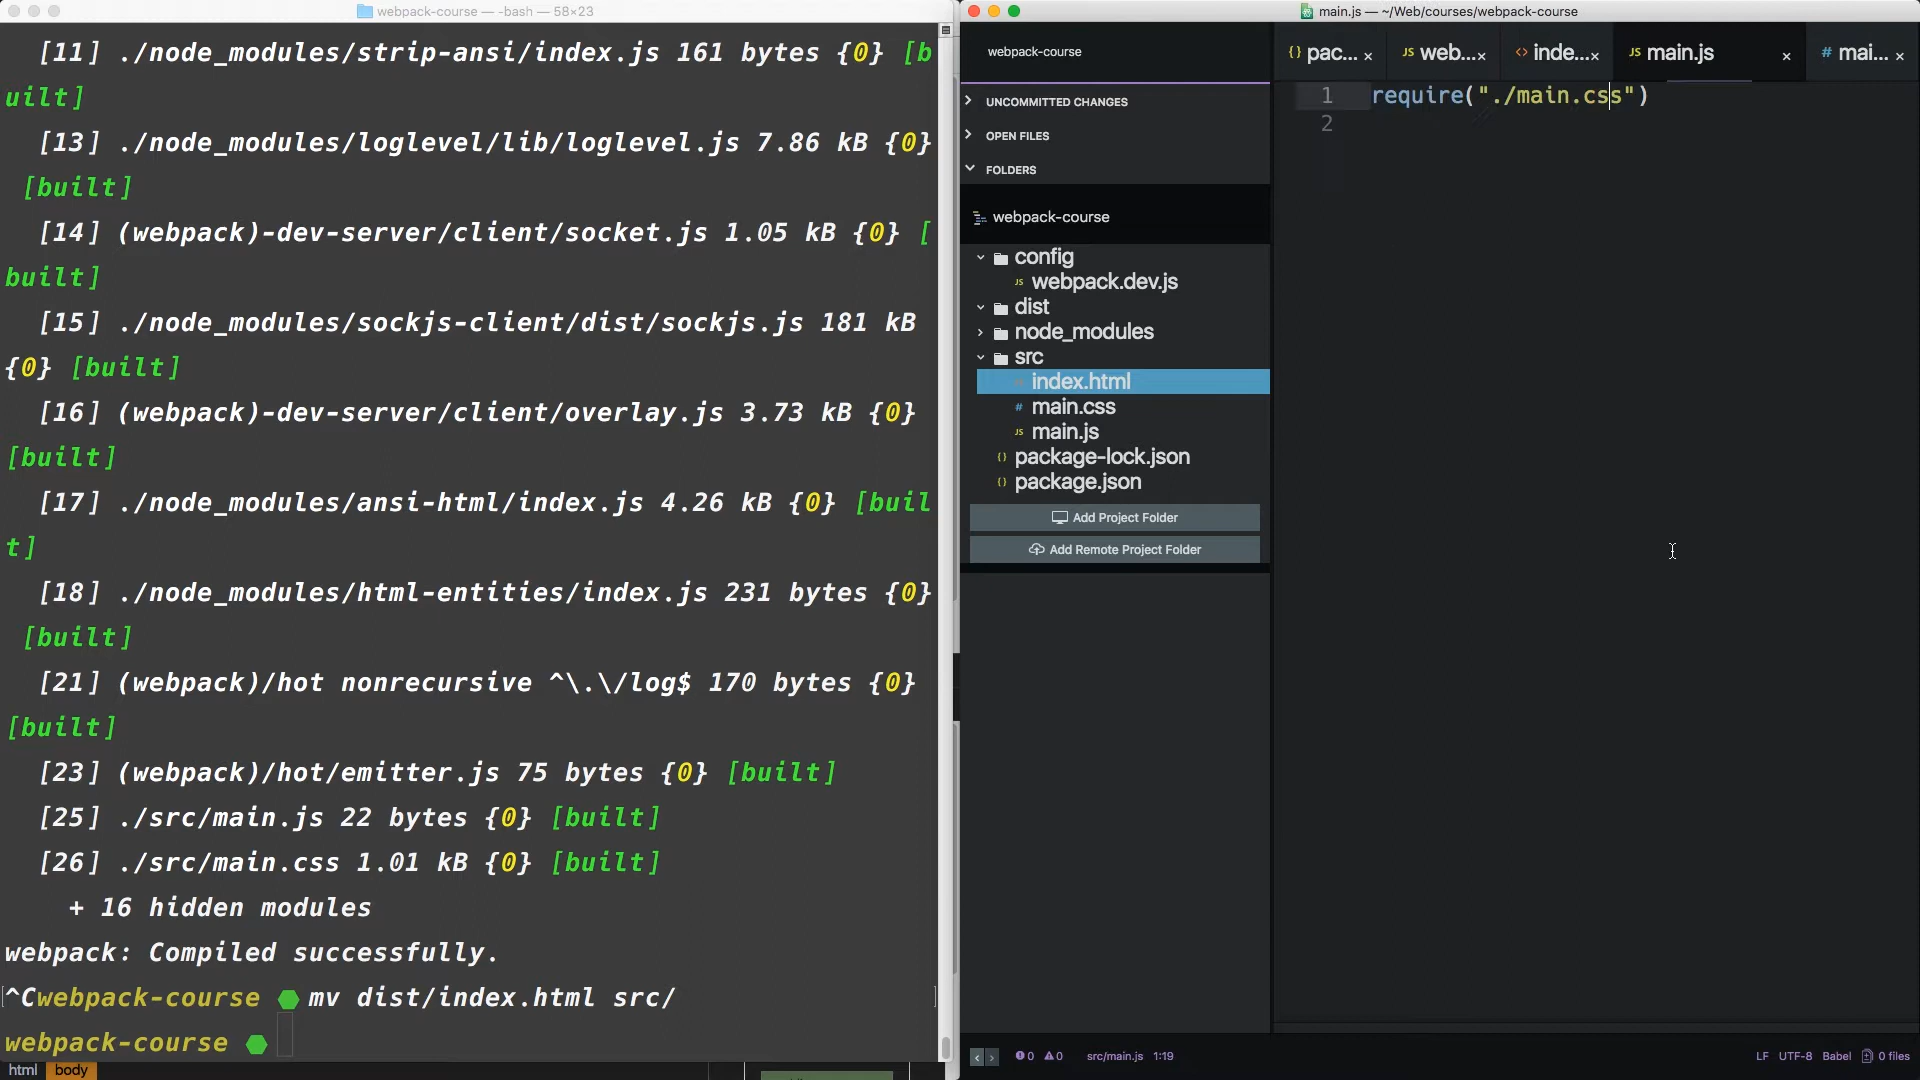 webpack-course — -bash — 58×23
[11] ./node_modules/strip-ansi/index.js 161 bytes {0} [b
uilt]
[13] ./node_modules/loglevel/lib/loglevel.js 7.86 kB {0}
[built]
[14] (webpack)-dev-server/client/socket.js 1.05 kB {0} [
built]
[15] ./node_modules/sockjs-client/dist/sockjs.js 181 kB
{0} [built]
[16] (webpack)-dev-server/client/overlay.js 3.73 kB {0}
[built]
[17] ./node_modules/ansi-html/index.js 4.26 kB {0} [buil
t]
[18] ./node_modules/html-entities/index.js 231 bytes {0}
[built]
[21] (webpack)/hot nonrecursive ^\.\/log$ 170 bytes {0}
[built]
[23] (webpack)/hot/emitter.js 75 bytes {0} [built]
[25] ./src/main.js 22 bytes {0} [built]
[26] ./src/main.css 1.01 kB {0} [built]
+ 16 hidden modules
webpack: Compiled successfully.
^Cwebpack-course mv dist/index.html src/
webpack-course
html body
main.js — ~/Web/courses/webpack-course
webpack-course
UNCOMMITTED CHANGES
OPEN FILES
FOLDERS
webpack-course
config
JS webpack.dev.js
dist
node_modules
src
index.html
# main.css
JS main.js
{} package-lock.json
{} package.json
Add Project Folder
Add Remote Project Folder
{} pac... ×
JS web... ×
<> inde... ×
JS main.js ×
# mai... ×
1 require("./main.css")
2
0 0 src/main.js 1:19
LF UTF-8 Babel 0 files